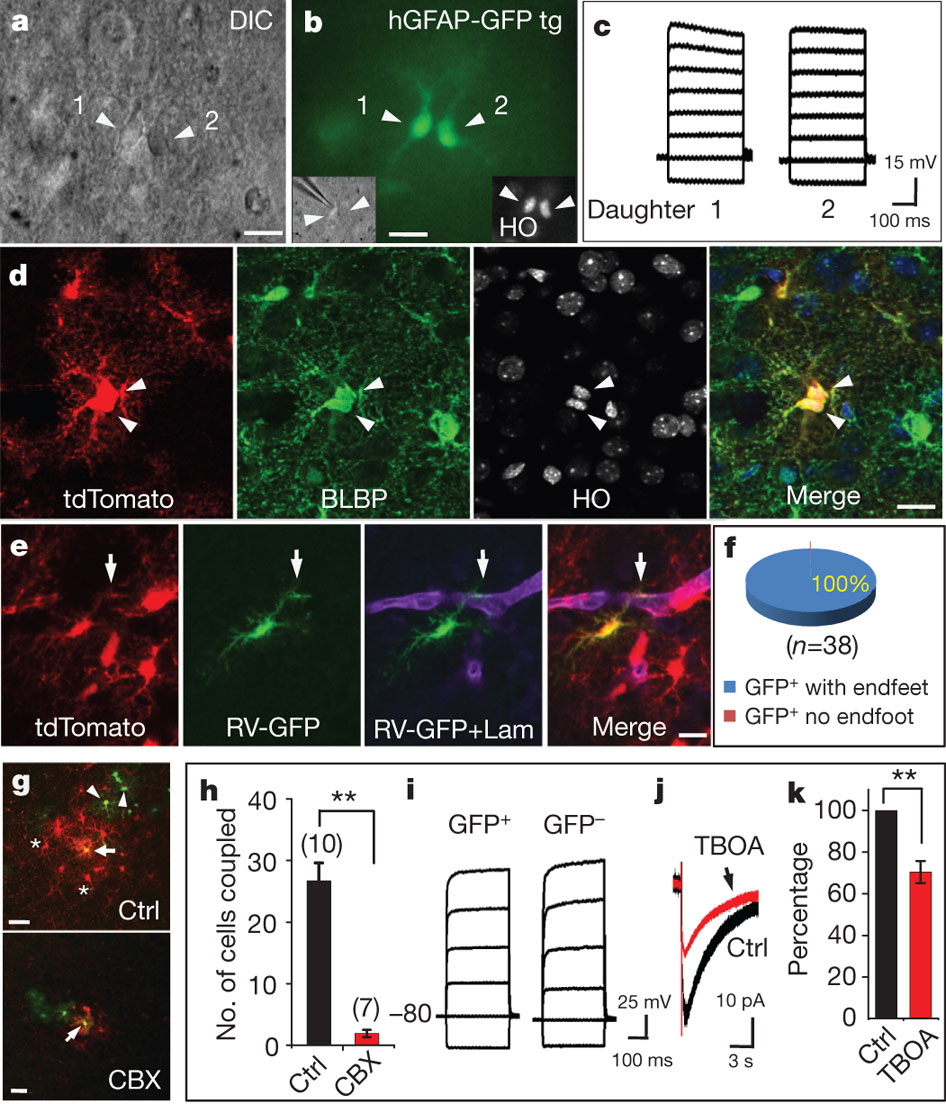 a
DIC
1
2
b
hGFAP-GFP tg
1
2
HO
c
15 mV
100 ms
Daughter 1 2
d
tdTomato
BLBP
HO
Merge
e
tdTomato
RV-GFP
RV-GFP+Lam
Merge
f
100%
(n=38)
GFP+ with endfeet
GFP+ no endfoot
g
*
*
Ctrl
CBX
h
No. of cells coupled
40
30
20
10
0
**
(10)
(7)
Ctrl
CBX
i
GFP+
GFP–
–80
25 mV
100 ms
j
TBOA
Ctrl
10 pA
3 s
k
**
Percentage
100
80
60
40
20
0
Ctrl
TBOA